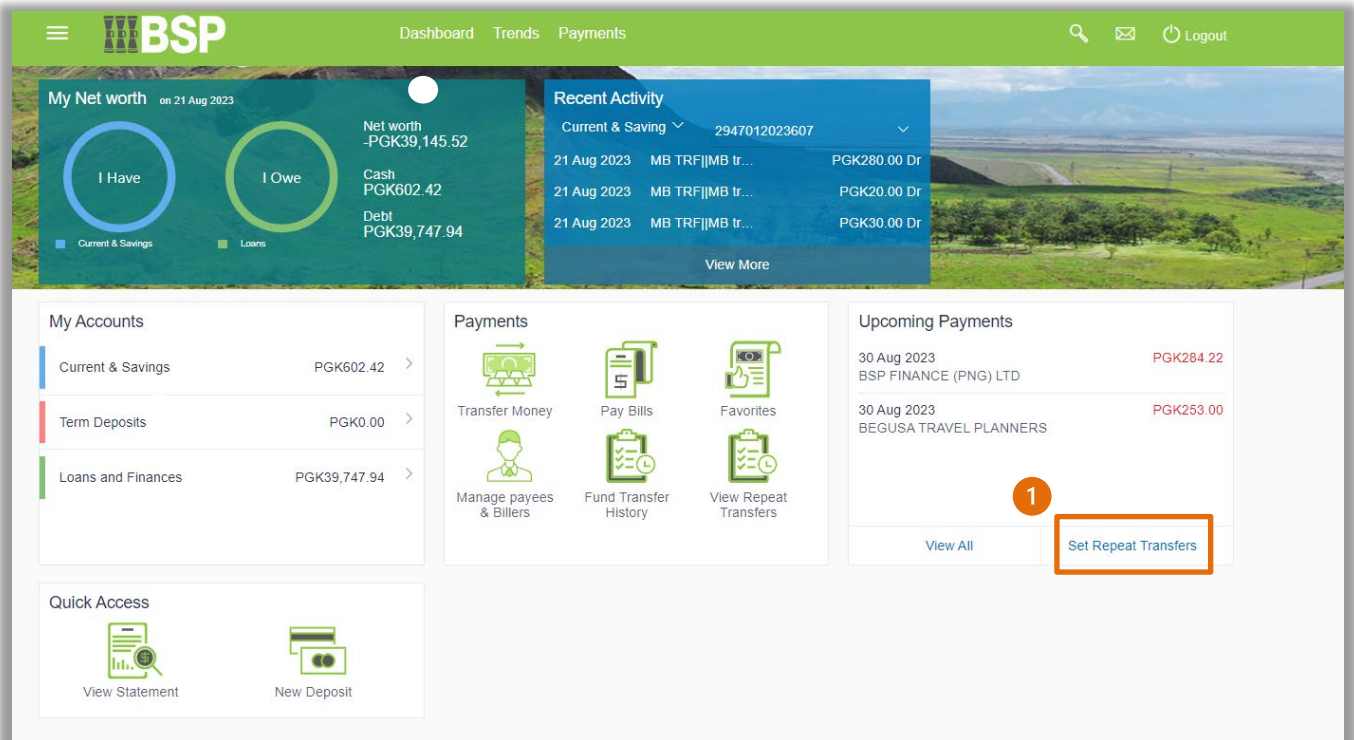 BSP
Dashboard Trends Payments
Logout
My Net worth on 21 Aug 2023
I Have
I Owe
Current & Savings
Loans
Net worth
-PGK39,145.52
Cash
PGK602.42
Debt
PGK39,747.94
Recent Activity
Current & Saving 2947012023607
21 Aug 2023 MB TRF||MB tr... PGK280.00 Dr
21 Aug 2023 MB TRF||MB tr... PGK20.00 Dr
21 Aug 2023 MB TRF||MB tr... PGK30.00 Dr
View More
My Accounts
Current & Savings PGK602.42
Term Deposits PGK0.00
Loans and Finances PGK39,747.94
Payments
Transfer Money
Pay Bills
Favorites
Manage payees
& Billers
Fund Transfer
History
View Repeat
Transfers
Upcoming Payments
30 Aug 2023 PGK284.22
BSP FINANCE (PNG) LTD
30 Aug 2023 PGK253.00
BEGUSA TRAVEL PLANNERS
1
View All
Set Repeat Transfers
Quick Access
View Statement
New Deposit